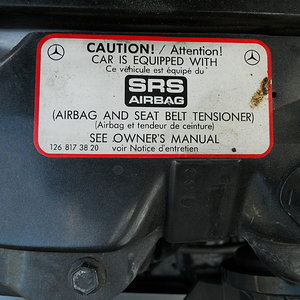 CAUTION! / Attention!
CAR IS EQUIPPED WITH
Ce véhicule est équipé du
SRS
AIRBAG
(AIRBAG AND SEAT BELT TENSIONER)
(Airbag et tendeur de ceinture)
SEE OWNER'S MANUAL
126 817 38 20 voir Notice d'entretien